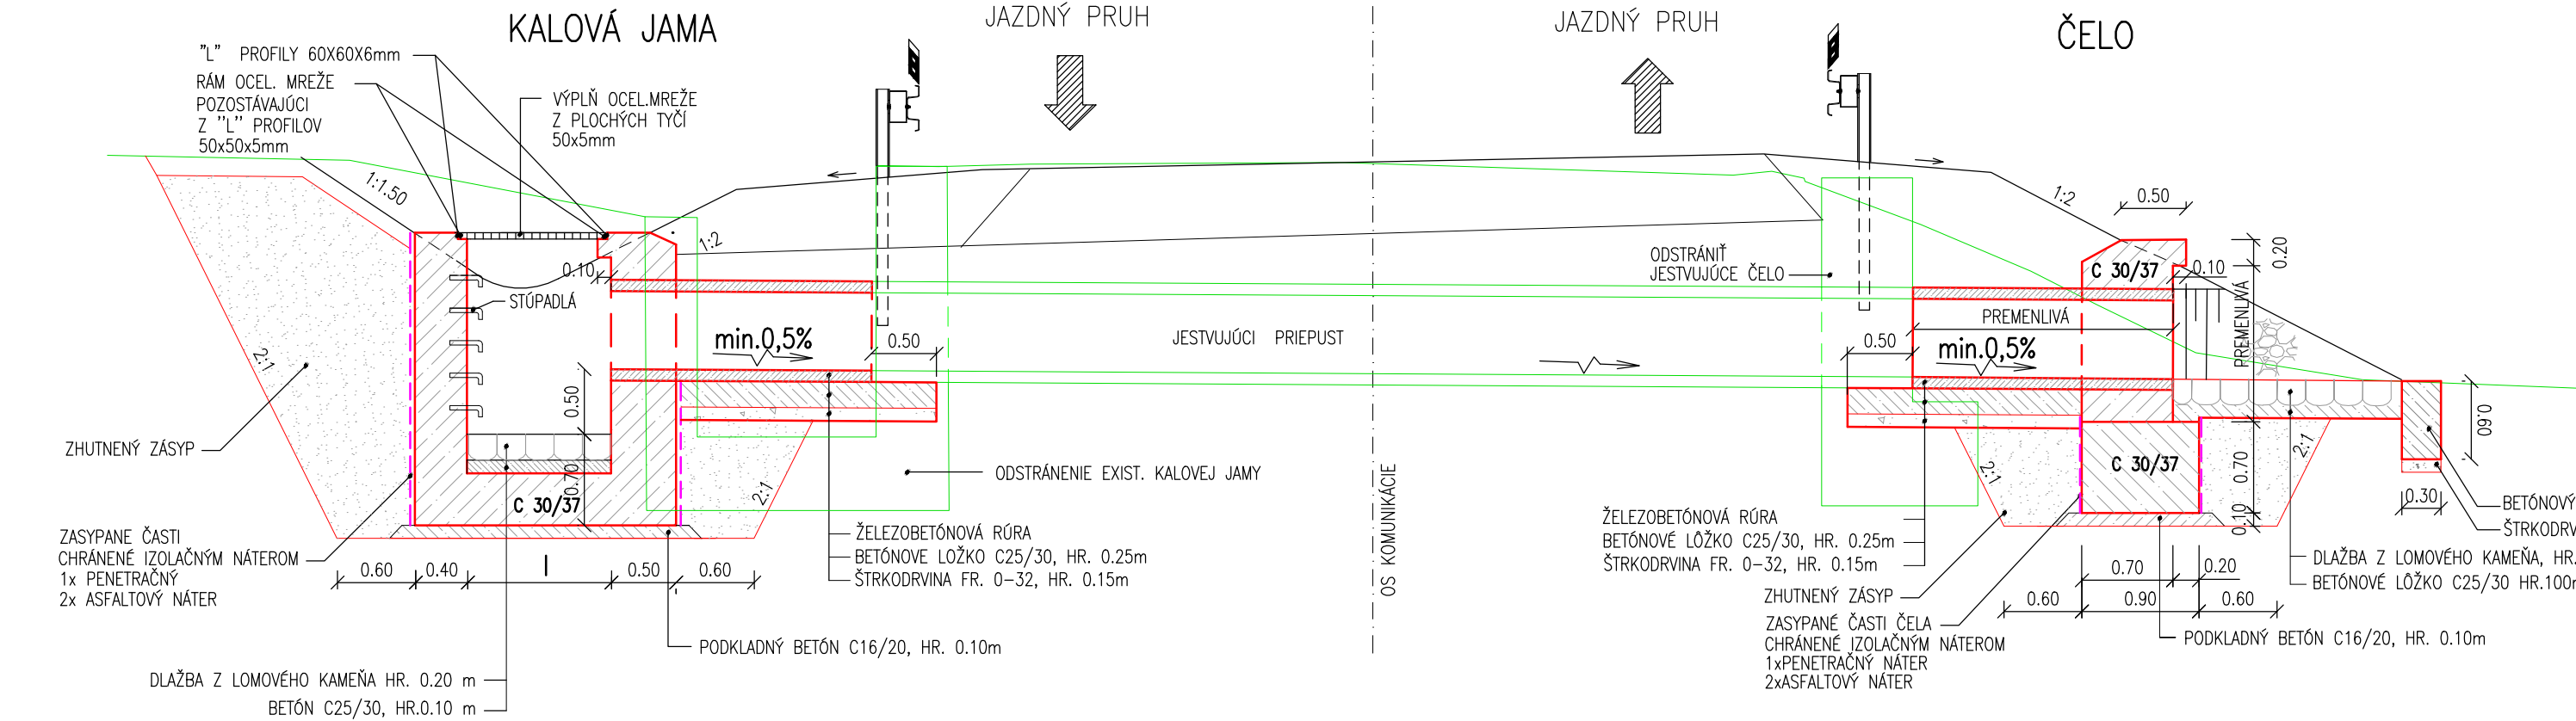 KALOVÁ JAMA
JAZDNÝ PRUH
JAZDNÝ PRUH
ČELO
"L" PROFILY 60X60X6mm
RÁM OCEL. MREŽE
POZOSTÁVAJÚCI
Z "L" PROFILOV
50x50x5mm
VÝPLŇ OCEL.MREŽE
Z PLOCHÝCH TYČÍ
50x5mm
1:1.50
1:2
0.10
STÚPADLÁ
2:1
min.0,5%
0.50
0.50
0.70
C 30/37
2:1
ZHUTNENÝ ZÁSYP
ZASYPANE ČASTI
CHRÁNENÉ IZOLAČNÝM NÁTEROM
1x PENETRAČNÝ
2x ASFALTOVÝ NÁTER
0.60
0.40
I
0.50
0.60
DLAŽBA Z LOMOVÉHO KAMEŇA HR. 0.20 m
BETÓN C25/30, HR.0.10 m
PODKLADNÝ BETÓN C16/20, HR. 0.10m
ŽELEZOBETÓNOVÁ RÚRA
BETÓNOVE LOŽKO C25/30, HR. 0.25m
ŠTRKODRVINA FR. 0-32, HR. 0.15m
ODSTRÁNENIE EXIST. KALOVEJ JAMY
JESTVUJÚCI PRIEPUST
OS KOMUNIKÁCIE
ODSTRÁNIŤ
JESTVUJÚCE ČELO
1:2
0.50
0.20
C 30/37
0.10
PREMENLIVÁ
PREMENLIVÁ
0.50
min.0,5%
0.60
C 30/37
2:1
2:1
0.70
0.10
0.30
BETÓNOVÝ
ŠTRKODRV
DLAŽBA Z LOMOVÉHO KAMEŇA, HR.
BETÓNOVÉ LÔŽKO C25/30 HR.100m
ŽELEZOBETÓNOVÁ RÚRA
BETÓNOVÉ LÔŽKO C25/30, HR. 0.25m
ŠTRKODRVINA FR. 0-32, HR. 0.15m
0.70
0.20
0.60
0.90
0.60
ZHUTNENÝ ZÁSYP
ZASYPANÉ ČASTI ČELA
CHRÁNENÉ IZOLAČNÝM NÁTEROM
1xPENETRAČNÝ NÁTER
2xASFALTOVÝ NÁTER
PODKLADNÝ BETÓN C16/20, HR. 0.10m